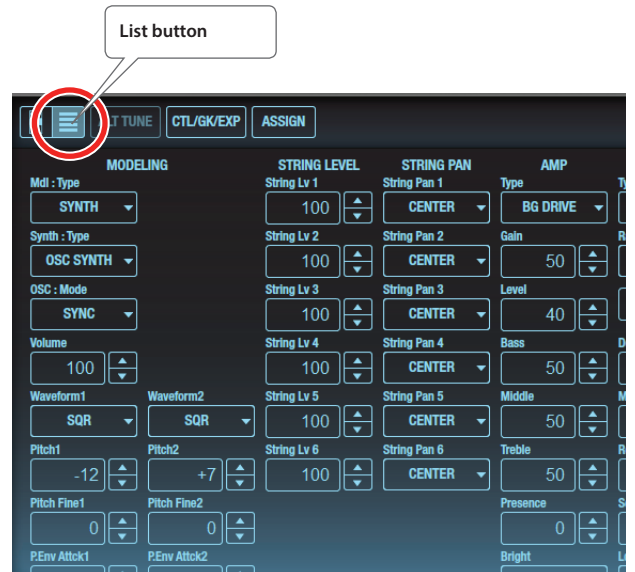 List button
TUNE CTL/GK/EXP ASSIGN
MODELING STRING LEVEL STRING PAN AMP
Mdl : Type String Lv 1 String Pan 1 Type
SYNTH 100 CENTER BG DRIVE
Synth : Type String Lv 2 String Pan 2 Gain
OSC SYNTH 100 CENTER 50
OSC : Mode String Lv 3 String Pan 3 Level
SYNC 100 CENTER 40
Volume String Lv 4 String Pan 4 Bass
100 100 CENTER 50
Waveform1 Waveform2 String Lv 5 String Pan 5 Middle
SQR SQR 100 CENTER 50
Pitch1 Pitch2 String Lv 6 String Pan 6 Treble
-12 +7 100 CENTER 50
Pitch Fine1 Pitch Fine2 Presence
0 0 0
P.Env Attck1 P.Env Attck2 Bright